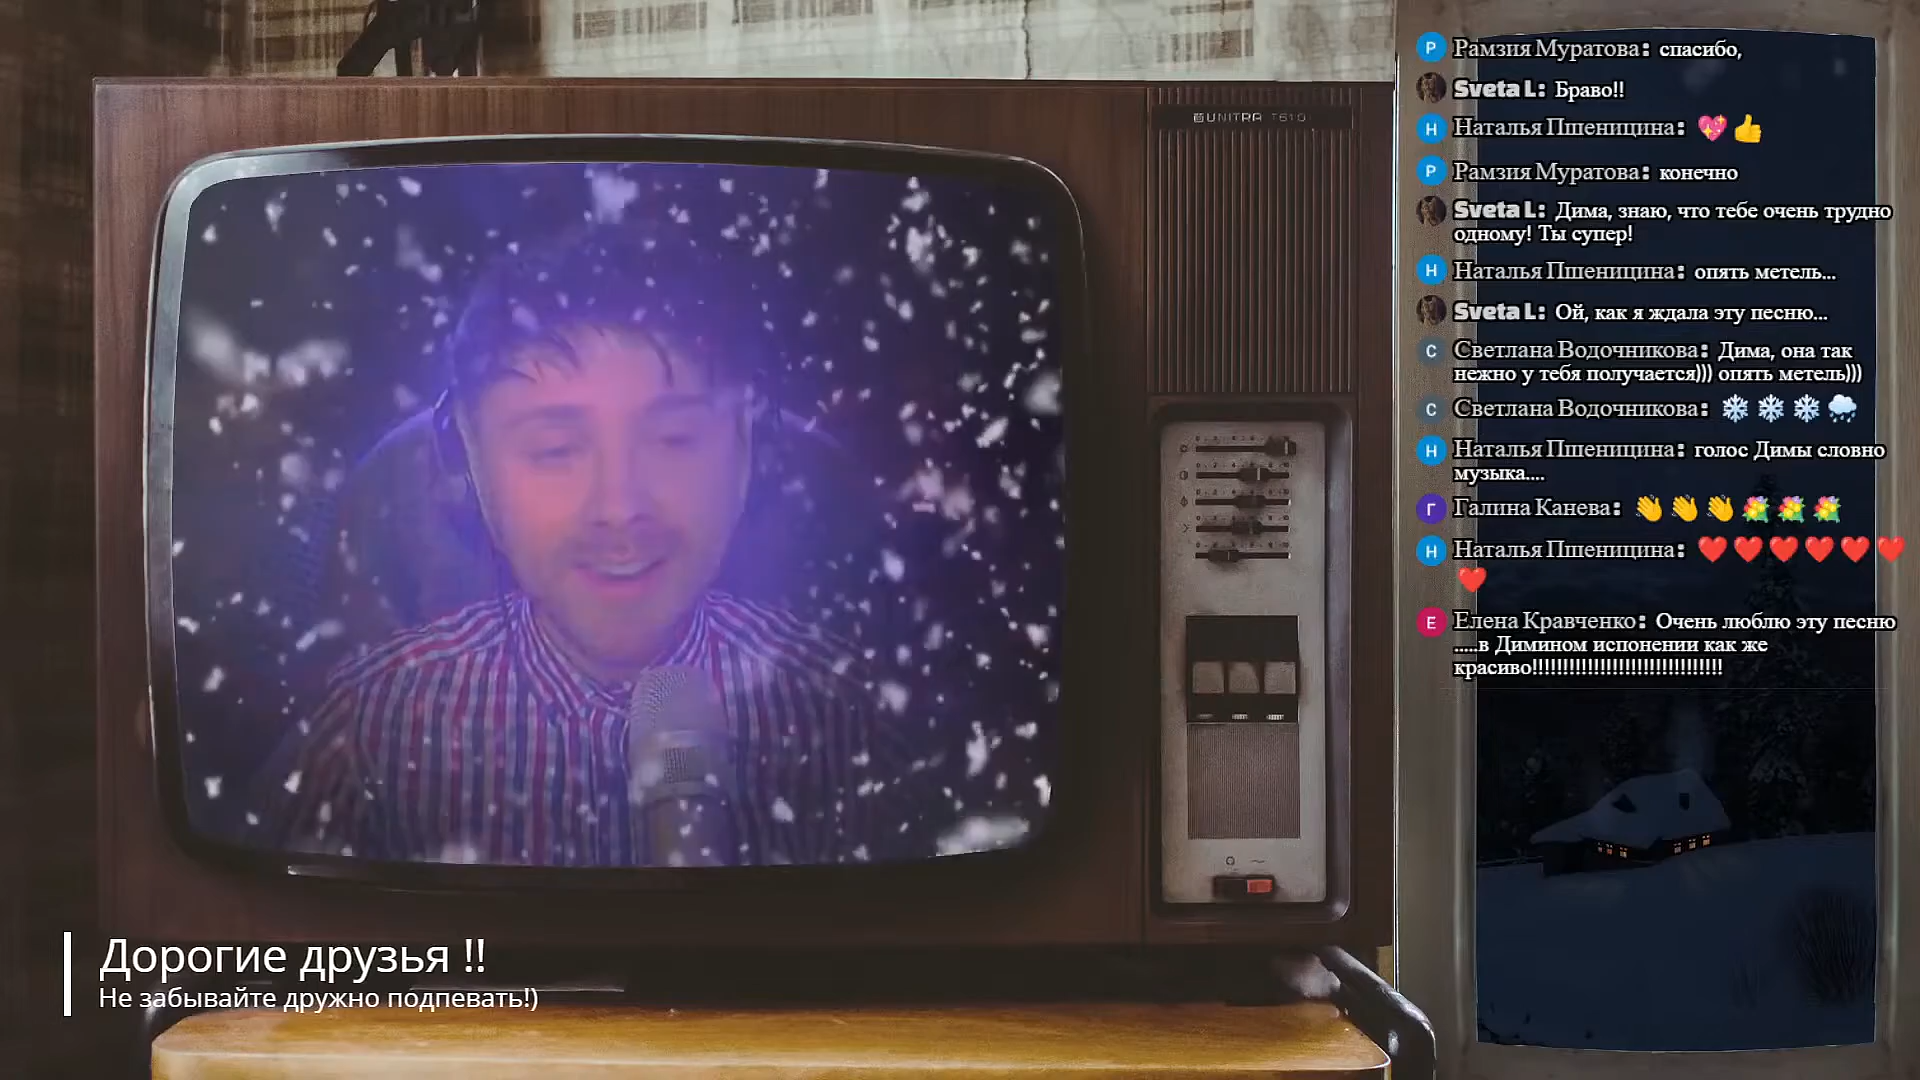 UNITRA T610
Р Рамзия Муратова: спасибо,
Sveta L: Браво!!
Н Наталья Пшеницина: 💖👍
Р Рамзия Муратова: конечно
Sveta L: Дима, знаю, что тебе очень трудно
одному! Ты супер!
Н Наталья Пшеницина: опять метель...
Sveta L: Ой, как я ждала эту песню...
С Светлана Водочникова: Дима, она так
нежно у тебя получается))) опять метель)))
С Светлана Водочникова: ❄️❄️❄️🌨️
Н Наталья Пшеницина: голос Димы словно
музыка....
Г Галина Канева: 👏👏👏💐💐💐
Н Наталья Пшеницина: ❤️❤️❤️❤️❤️❤️
❤️
Е Елена Кравченко: Очень люблю эту песню
.....в Димином испонении как же
красиво!!!!!!!!!!!!!!!!!!!!!!!!!!!!!!!
Дорогие друзья !!
Не забывайте дружно подпевать!)